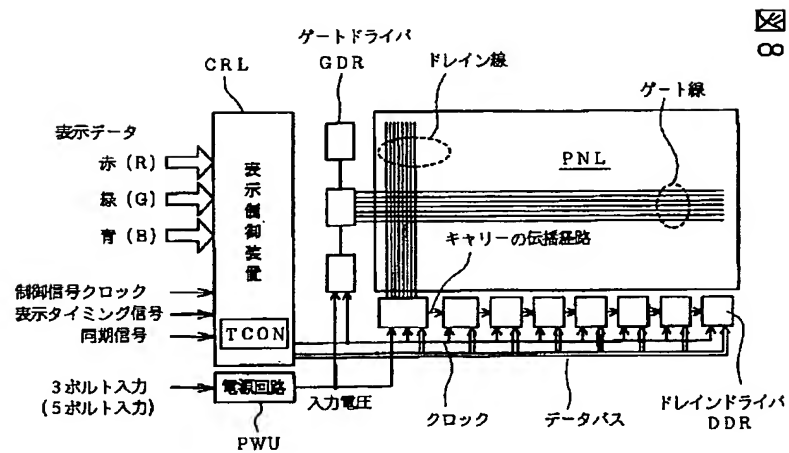 図8
ゲートドライバ
GDR
ドレイン線
CRL
ゲート線
表示データ
赤(R)
緑(G)
青(B)
表示制御装置
PNL
キャリーの伝括経路
制御信号クロック
表示タイミング信号
同期信号
TCON
3ボルト入力
(5ボルト入力)
電源回路
入力電圧
クロック
データバス
ドレインドライバ
DDR
PWU